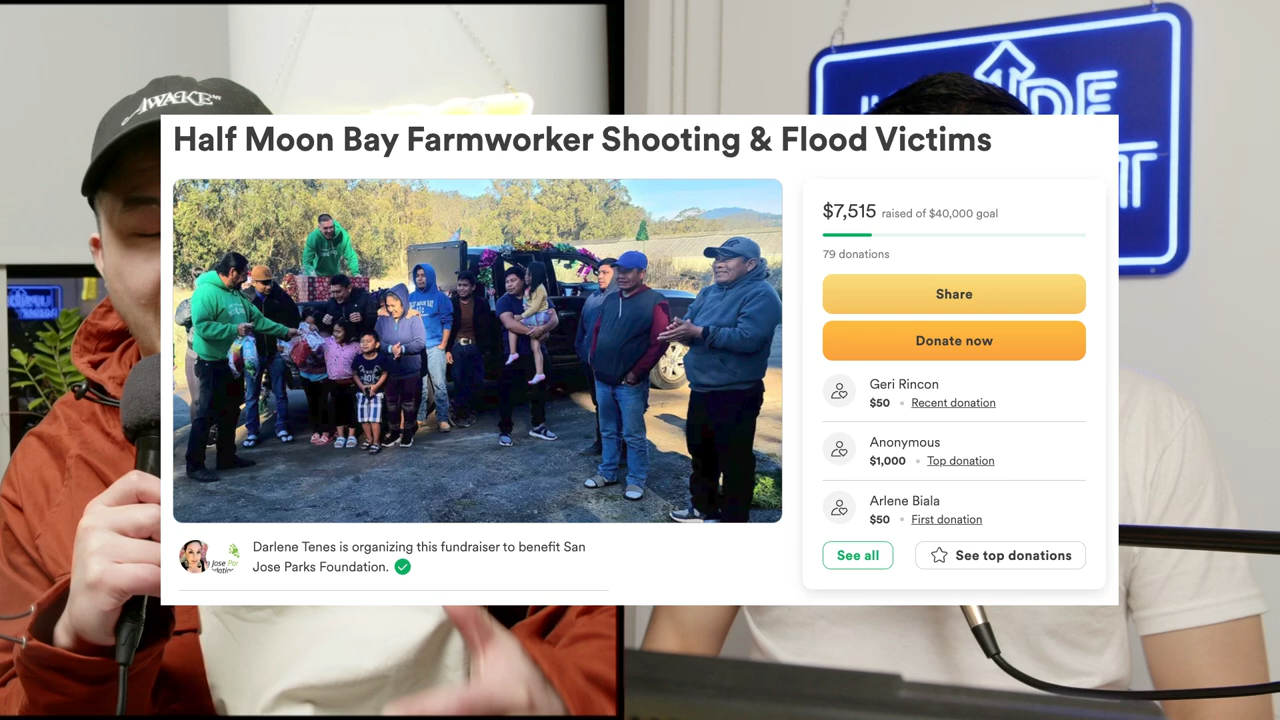 AWAKE
Half Moon Bay Farmworker Shooting & Flood Victims
$7,515 raised of $40,000 goal
79 donations
Share
Donate now
Geri Rincon
$50 • Recent donation
Anonymous
$1,000 • Top donation
Arlene Biala
$50 • First donation
See all
See top donations
Darlene Tenes is organizing this fundraiser to benefit San
Jose Parks Foundation.